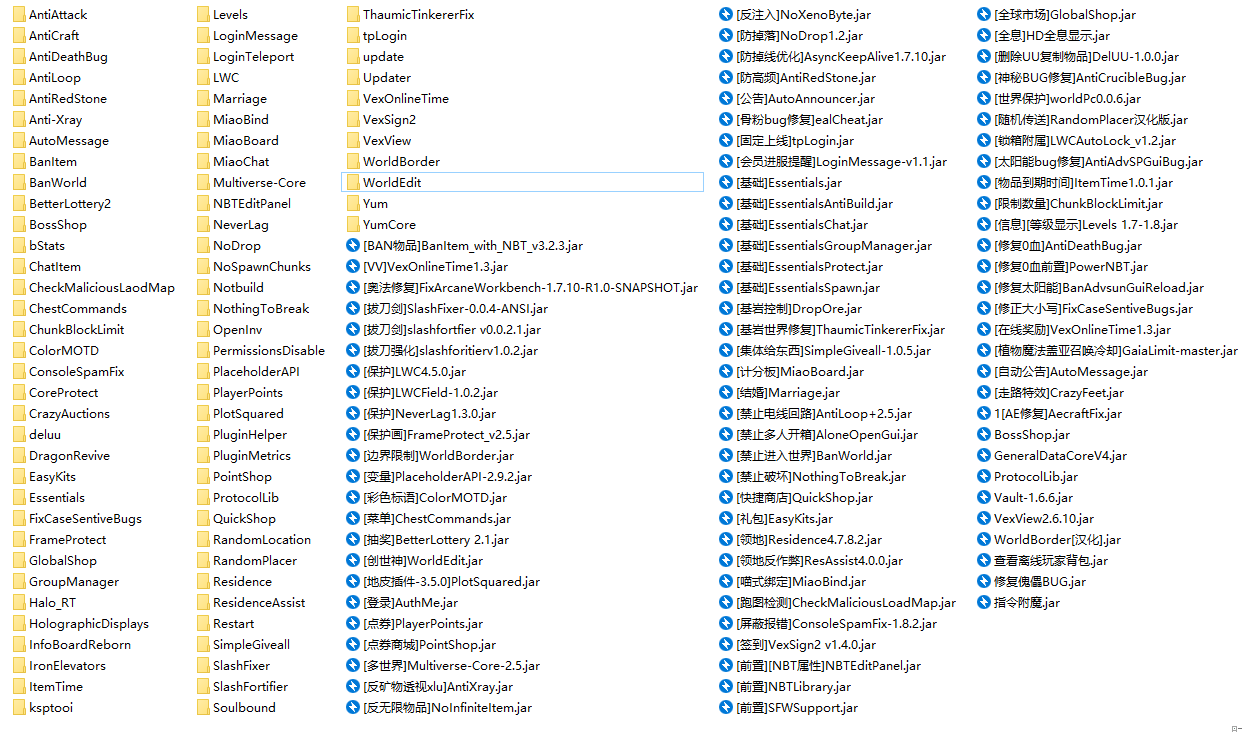 AntiAttack
AntiCraft
AntiDeathBug
AntiLoop
AntiRedStone
Anti-Xray
AutoMessage
BanItem
BanWorld
BetterLottery2
BossShop
bStats
ChatItem
CheckMaliciousLaodMap
ChestCommands
ChunkBlockLimit
ColorMOTD
ConsoleSpamFix
CoreProtect
CrazyAuctions
deluu
DragonRevive
EasyKits
Essentials
FixCaseSentiveBugs
FrameProtect
GlobalShop
GroupManager
Halo_RT
HolographicDisplays
InfoBoardReborn
IronElevators
ItemTime
ksptooi
Levels
LoginMessage
LoginTeleport
LWC
Marriage
MiaoBind
MiaoBoard
MiaoChat
Multiverse-Core
NBTEditPanel
NeverLag
NoDrop
NoSpawnChunks
Notbuild
NothingToBreak
OpenInv
PermissionsDisable
PlaceholderAPI
PlayerPoints
PlotSquared
PluginHelper
PluginMetrics
PointShop
ProtocolLib
QuickShop
RandomLocation
RandomPlacer
Residence
ResidenceAssist
Restart
SimpleGiveall
SlashFixer
SlashFortifier
Soulbound
ThaumicTinkererFix
tpLogin
update
Updater
VexOnlineTime
VexSign2
VexView
WorldBorder
WorldEdit
Yum
YumCore
[BAN物品]BanItem_with_NBT_v3.2.3.jar
[VV]VexOnlineTime1.3.jar
[奥法修复]FixArcaneWorkbench-1.7.10-R1.0-SNAPSHOT.jar
[拔刀剑]SlashFixer-0.0.4-ANSI.jar
[拔刀剑]slashfortfier v0.0.2.1.jar
[拔刀强化]slashforitierv1.0.2.jar
[保护]LWC4.5.0.jar
[保护]LWCField-1.0.2.jar
[保护]NeverLag1.3.0.jar
[保护画]FrameProtect_v2.5.jar
[边界限制]WorldBorder.jar
[变量]PlaceholderAPI-2.9.2.jar
[彩色标语]ColorMOTD.jar
[菜单]ChestCommands.jar
[抽奖]BetterLottery 2.1.jar
[创世神]WorldEdit.jar
[地皮插件-3.5.0]PlotSquared.jar
[登录]AuthMe.jar
[点券]PlayerPoints.jar
[点券商城]PointShop.jar
[多世界]Multiverse-Core-2.5.jar
[反矿物透视xlu]AntiXray.jar
[反无限物品]NoInfiniteItem.jar
[反注入]NoXenoByte.jar
[防掉落]NoDrop1.2.jar
[防掉线优化]AsyncKeepAlive1.7.10.jar
[防高频]AntiRedStone.jar
[公告]AutoAnnouncer.jar
[骨粉bug修复]ealCheat.jar
[固定上线]tpLogin.jar
[会员进服提醒]LoginMessage-v1.1.jar
[基础]Essentials.jar
[基础]EssentialsAntiBuild.jar
[基础]EssentialsChat.jar
[基础]EssentialsGroupManager.jar
[基础]EssentialsProtect.jar
[基础]EssentialsSpawn.jar
[基岩控制]DropOre.jar
[基岩世界修复]ThaumicTinkererFix.jar
[集体给东西]SimpleGiveall-1.0.5.jar
[计分板]MiaoBoard.jar
[结婚]Marriage.jar
[禁止电线回路]AntiLoop+2.5.jar
[禁止多人开箱]AloneOpenGui.jar
[禁止进入世界]BanWorld.jar
[禁止破坏]NothingToBreak.jar
[快捷商店]QuickShop.jar
[礼包]EasyKits.jar
[领地]Residence4.7.8.2.jar
[领地反作弊]ResAssist4.0.0.jar
[喵式绑定]MiaoBind.jar
[跑图检测]CheckMaliciousLoadMap.jar
[屏蔽报错]ConsoleSpamFix-1.8.2.jar
[签到]VexSign2 v1.4.0.jar
[前置][NBT属性]NBTEditPanel.jar
[前置]NBTLibrary.jar
[前置]SFWSupport.jar
[全球市场]GlobalShop.jar
[全息]HD全息显示.jar
[删除UU复制物品]DelUU-1.0.0.jar
[神秘BUG修复]AntiCrucibleBug.jar
[世界保护]worldPc0.0.6.jar
[随机传送]RandomPlacer汉化版.jar
[锁箱附属]LWCAutoLock_v1.2.jar
[太阳能bug修复]AntiAdvSPGuiBug.jar
[物品到期时间]ItemTime1.0.1.jar
[限制数量]ChunkBlockLimit.jar
[信息][等级显示]Levels 1.7-1.8.jar
[修复0血]AntiDeathBug.jar
[修复0血前置]PowerNBT.jar
[修复太阳能]BanAdvsunGuiReload.jar
[修正大小写]FixCaseSentiveBugs.jar
[在线奖励]VexOnlineTime1.3.jar
[植物魔法盖亚召唤冷却]GaiaLimit-master.jar
[自动公告]AutoMessage.jar
[走路特效]CrazyFeet.jar
1[AE修复]AecraftFix.jar
BossShop.jar
GeneralDataCoreV4.jar
ProtocolLib.jar
Vault-1.6.6.jar
VexView2.6.10.jar
WorldBorder[汉化].jar
查看离线玩家背包.jar
修复傀儡BUG.jar
指令附魔.jar